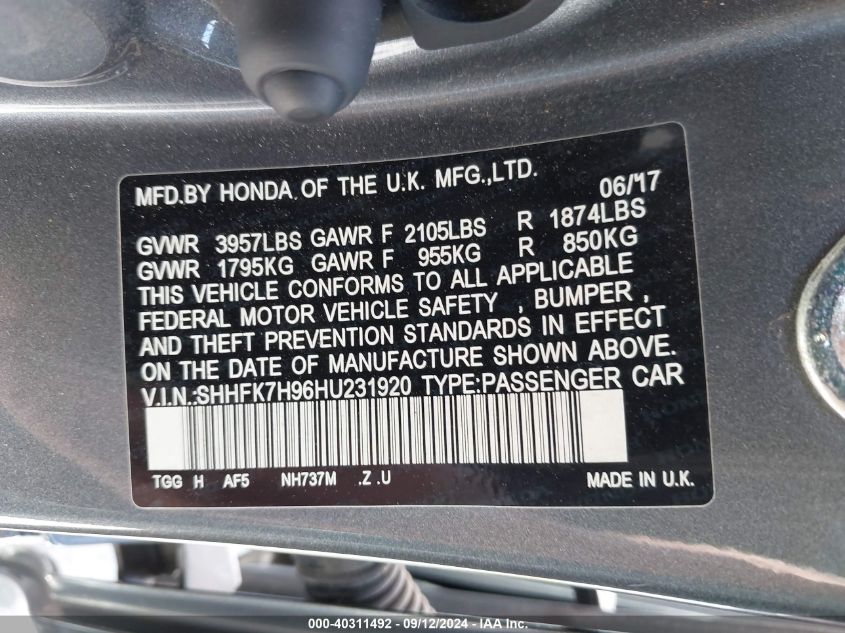 MFD.BY HONDA OF THE U.K. MFG.,LTD. 06/17
GVWR 3957LBS GAWR F 2105LBS R 1874LBS
GVWR 1795KG GAWR F 955KG R 850KG
THIS VEHICLE CONFORMS TO ALL APPLICABLE
FEDERAL MOTOR VEHICLE SAFETY , BUMPER ,
AND THEFT PREVENTION STANDARDS IN EFFECT
ON THE DATE OF MANUFACTURE SHOWN ABOVE.
V.I.N.:SHHFK7H96HU231920 TYPE:PASSENGER CAR
TGG H AF5 NH737M .Z .U MADE IN U.K.
000-40311492 - 09/12/2024 - IAA Inc.